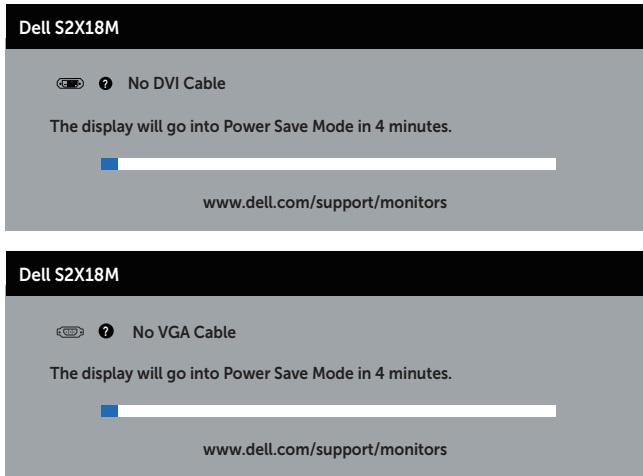 Dell S2X18M
? No DVI Cable
The display will go into Power Save Mode in 4 minutes.
www.dell.com/support/monitors
Dell S2X18M
? No VGA Cable
The display will go into Power Save Mode in 4 minutes.
www.dell.com/support/monitors